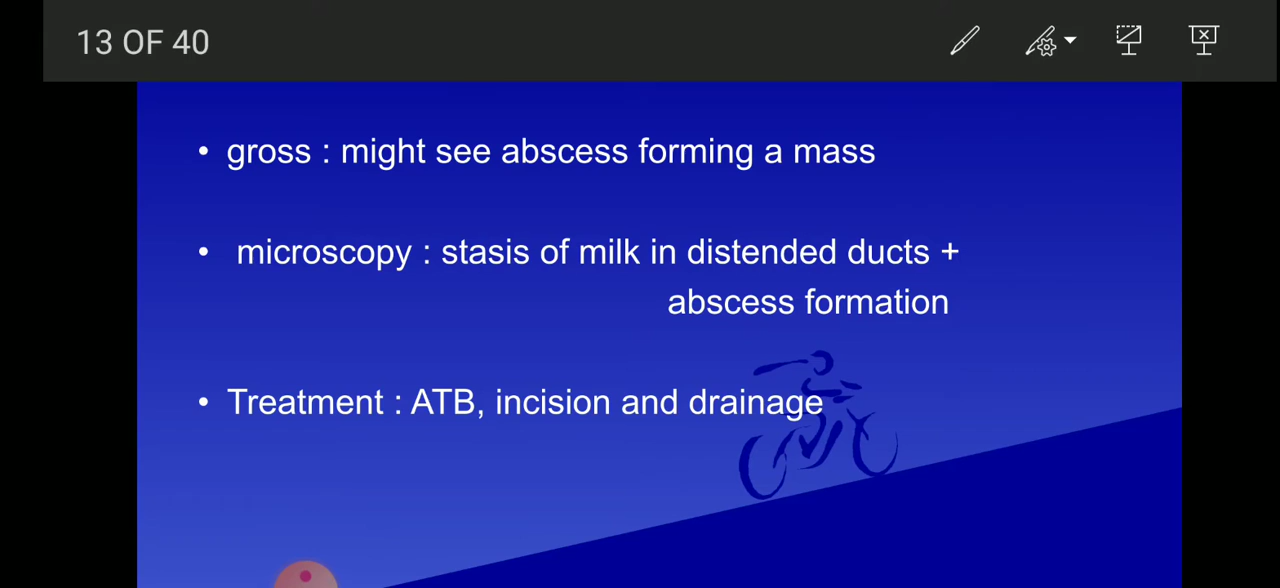 13 OF 40
• gross : might see abscess forming a mass
• microscopy : stasis of milk in distended ducts +
abscess formation
• Treatment : ATB, incision and drainage